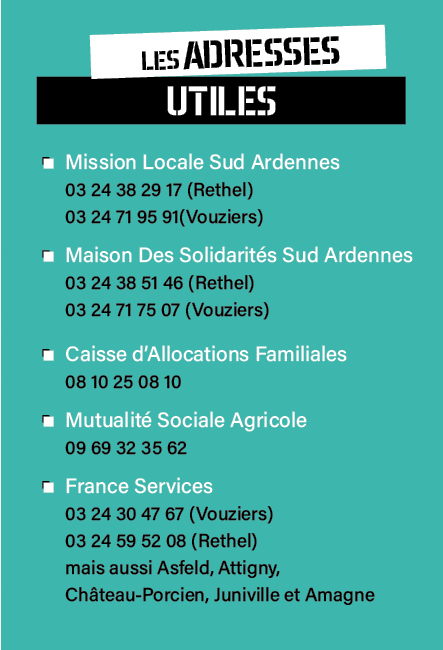 LES ADRESSES
UTILES
Mission Locale Sud Ardennes
03 24 38 29 17 (Rethel)
03 24 71 95 91(Vouziers)
Maison Des Solidarités Sud Ardennes
03 24 38 51 46 (Rethel)
03 24 71 75 07 (Vouziers)
Caisse d’Allocations Familiales
08 10 25 08 10
Mutualité Sociale Agricole
09 69 32 35 62
France Services
03 24 30 47 67 (Vouziers)
03 24 59 52 08 (Rethel)
mais aussi Asfeld, Attigny,
Château-Porcien, Juniville et Amagne